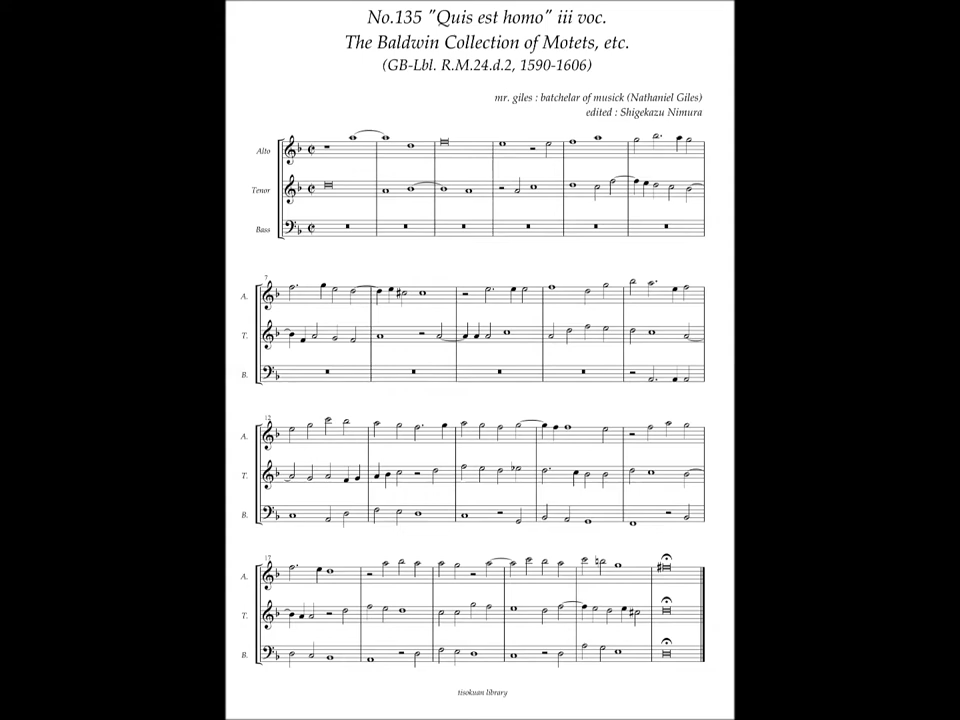 No.135 "Quis est homo" iii voc.
The Baldwin Collection of Motets, etc.
(GB-Lbl. R.M.24.d.2, 1590-1606)
mr. giles : batchelar of musick (Nathaniel Giles)
edited : Shigekazu Nimura
Alto
Tenor
Bass
7
A.
T.
B.
12
A.
T.
B.
17
A.
T.
B.
tisokuan library